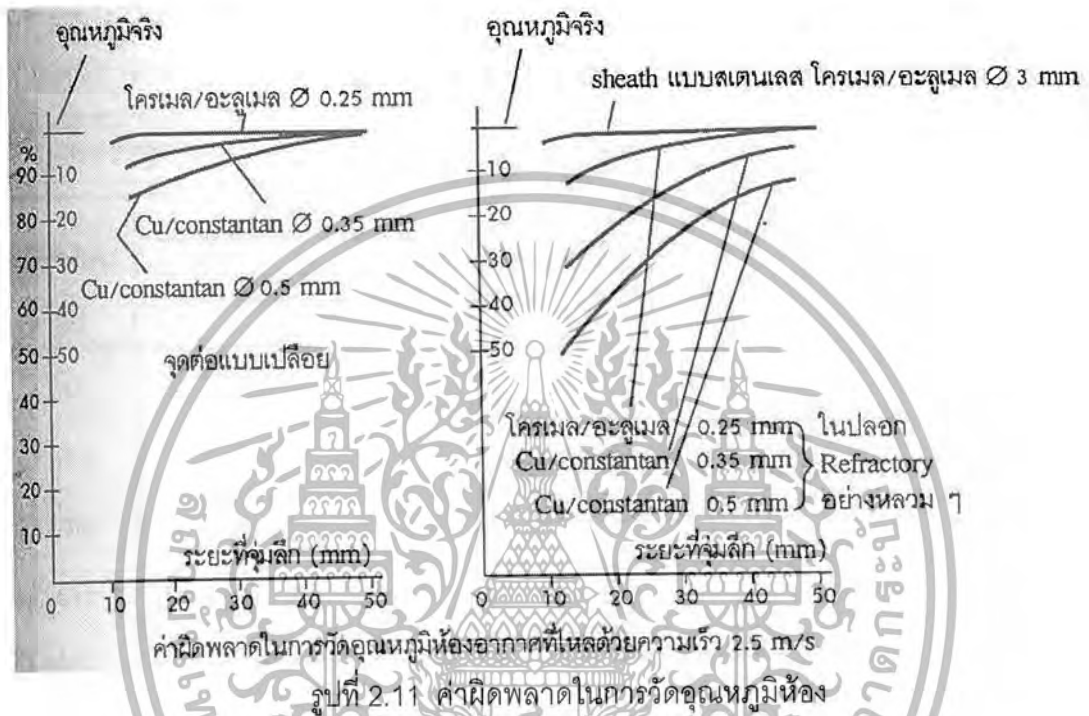 อุณหภูมิจริง
โครเมล/อะลูเมล Ø 0.25 mm
%
90 -10
80 -20
70 -30
60 -40
50 -50
40
30
20
10
Cu/constantan Ø 0.35 mm
Cu/constantan Ø 0.5 mm
จุดต่อแบบเปลือย
ระยะที่จุ่มลึก (mm)
0 10 20 30 40 50
อุณหภูมิจริง
sheath แบบสเตนเลส โครเมล/อะลูเมล Ø 3 mm
-10
-20
-30
-40
-50
โครเมล/อะลูเมล 0.25 mm ในปลอก
Cu/constantan 0.35 mm Refractory
Cu/constantan 0.5 mm อย่างหลวม ๆ
ระยะที่จุ่มลึก (mm)
0 10 20 30 40 50
ค่าผิดพลาดในการวัดอุณหภูมิห้องอากาศที่ไหลด้วยความเร็ว 2.5 m/s
รูปที่ 2.11 ค่าผิดพลาดในการวัดอุณหภูมิห้อง